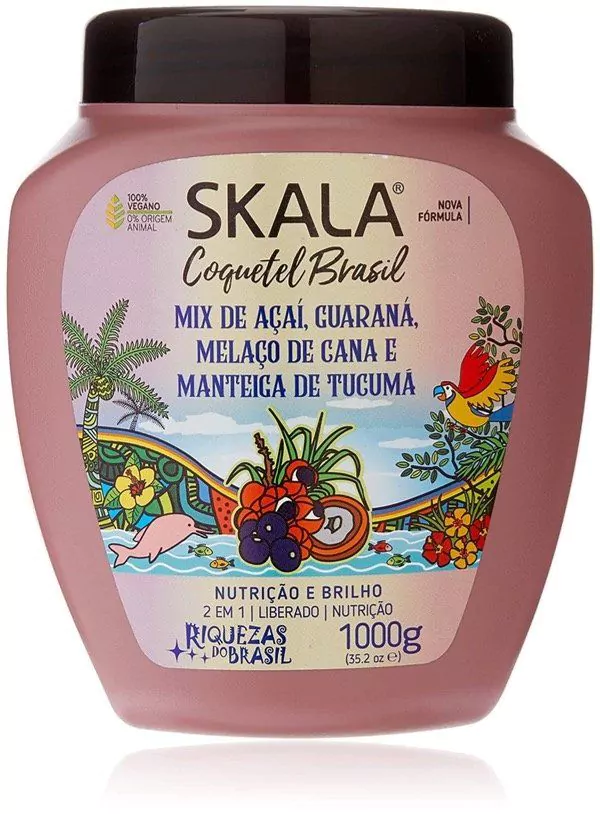 100%
VEGANO
0% ORIGEM
ANIMAL
SKALA®
NOVA
FÓRMULA
Coquetel Brasil
MIX DE AÇAÍ, GUARANÁ,
MELAÇO DE CANA E
MANTEIGA DE TUCUMÁ
NUTRIÇÃO E BRILHO
2 EM 1 | LIBERADO | NUTRIÇÃO
RIQUEZAS
DO BRASIL
1000g
(35.2 oz ℮)